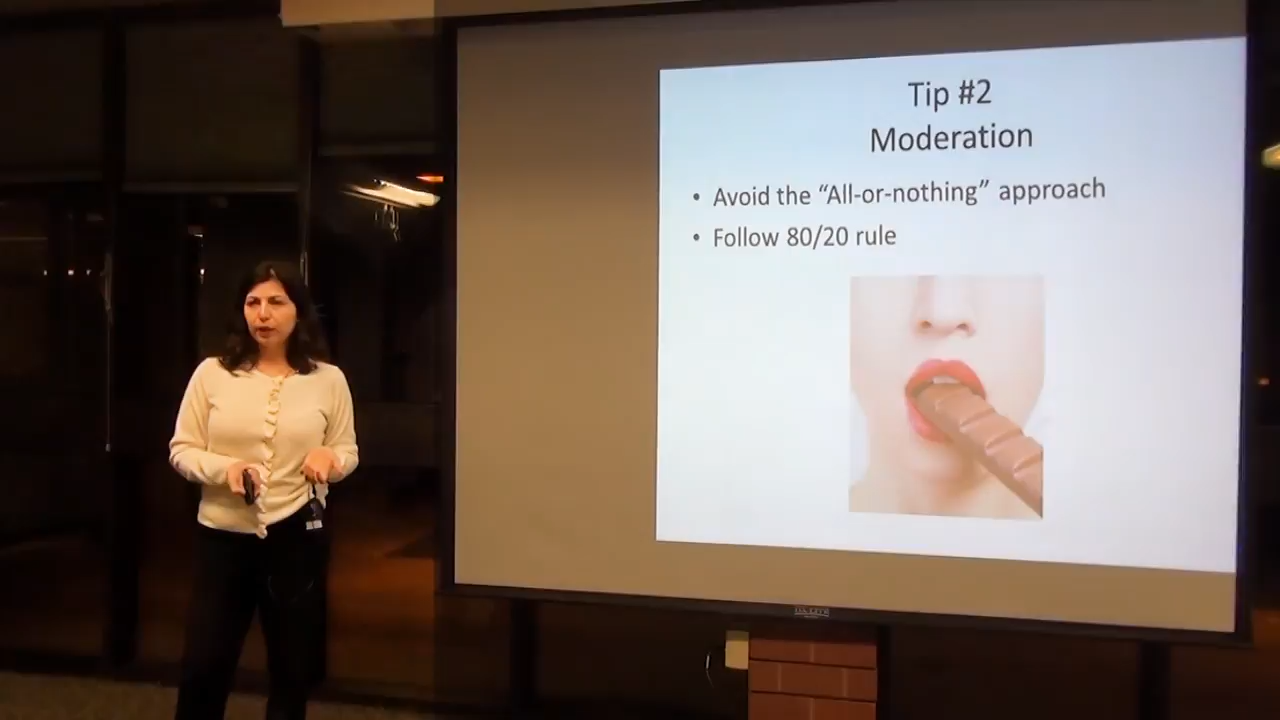 Tip #2
Moderation
• Avoid the “All-or-nothing” approach
• Follow 80/20 rule